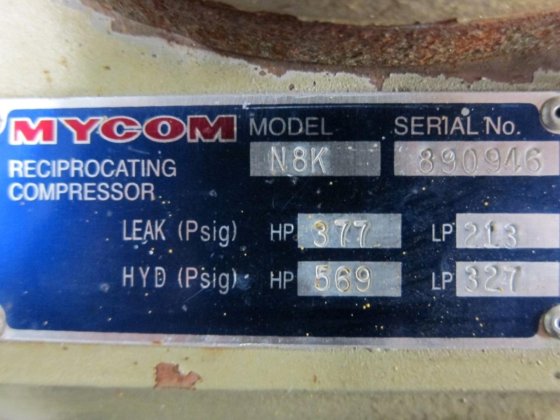 MYCOM MODEL SERIAL No.
RECIPROCATING N8K 890946
COMPRESSOR
LEAK (Psig) HP 377 LP 213
HYD (Psig) HP 569 LP 327